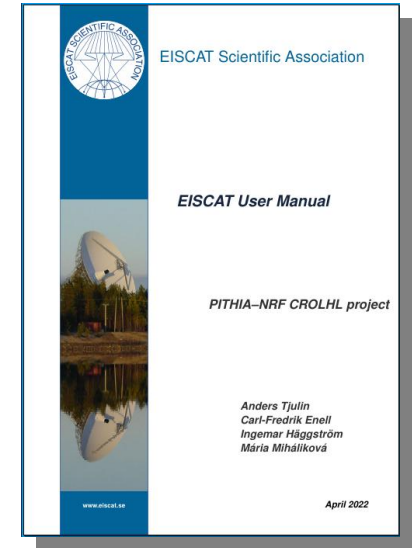 EISCAT SCIENTIFIC ASSOCIATION
EISCAT Scientific Association
EISCAT User Manual
PITHIA–NRF CROLHL project
Anders Tjulin
Carl-Fredrik Enell
Ingemar Häggström
Mária Miháliková
www.eiscat.se
April 2022